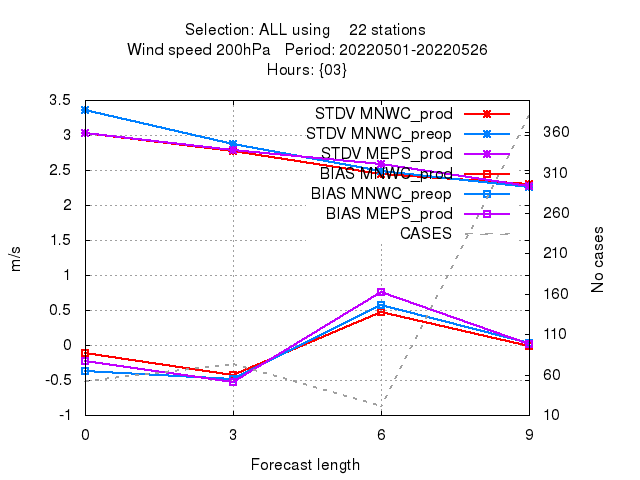 Selection: ALL using    22 stations
Wind speed 200hPa   Period: 20220501-20220526
Hours: {03}
3.5
3
2.5
2
1.5
1
0.5
0
-0.5
-1
m/s
STDV MNWC_prod
STDV MNWC_preop
STDV MEPS_prod
BIAS MNWC_prod
BIAS MNWC_preop
BIAS MEPS_prod
CASES
360
310
260
210
160
110
60
10
No cases
0 3 6 9
Forecast length